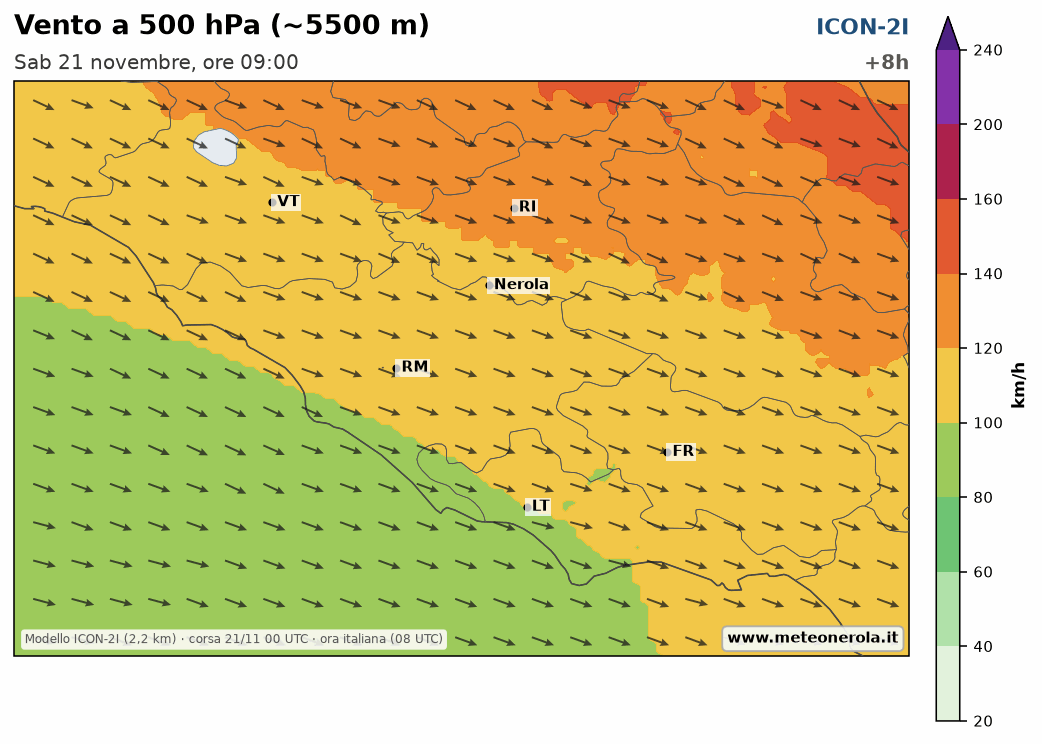 Vento a 500 hPa (~5500 m)
ICON-2I
Sab 21 novembre, ore 09:00
+8h
VT
RI
Nerola
RM
FR
LT
Modello ICON-2I (2,2 km) · corsa 21/11 00 UTC · ora italiana (08 UTC)
www.meteonerola.it
240
200
160
140
120
100
80
60
40
20
km/h